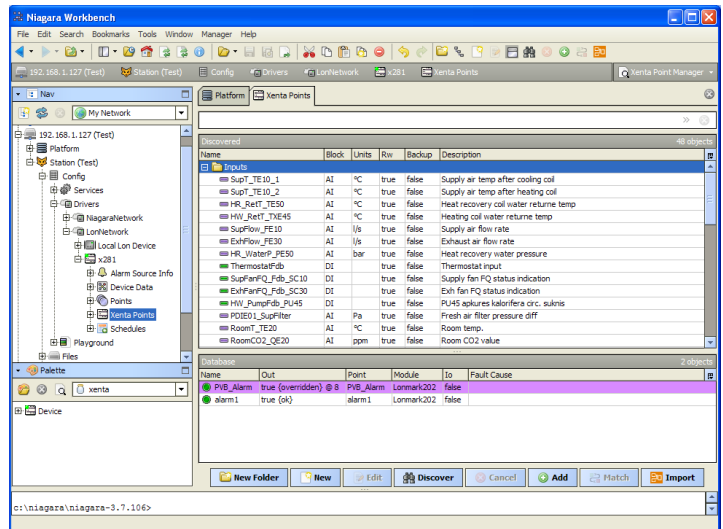 Niagara Workbench
File Edit Search Bookmarks Tools Window Manager Help
192.168.1.127 (Test) Station (Test) Config Drivers LonNetwork x281 Xenta Points Xenta Point Manager
Nav
My Network
192.168.1.127 (Test)
Platform
Station (Test)
Config
Services
Drivers
NiagaraNetwork
LonNetwork
Local Lon Device
x281
Alarm Source Info
Device Data
Points
Xenta Points
Schedules
Playground
Files
Palette
xenta
Device
Platform Xenta Points
Discovered 48 objects
Name Block Units Rw Backup Description
Inputs
SupT_TE10_1 AI °C true false Supply air temp after cooling coil
SupT_TE10_2 AI °C true false Supply air temp after heating coil
HR_RetT_TE50 AI °C true false Heat recovery coil water returne temp
HW_RetT_TXE45 AI °C true false Heating coil water returne temp
SupFlow_FE10 AI l/s true false Supply air flow rate
ExhFlow_FE30 AI l/s true false Exhaust air flow rate
HR_WaterP_PE50 AI bar true false Heat recovery water pressure
ThermostatFdb DI true false Thermostat input
SupFanFQ_Fdb_SC10 DI true false Supply fan FQ status indication
ExhFanFQ_Fdb_SC30 DI true false Exh fan FQ status indication
HW_PumpFdb_PU45 DI true false PU45 apkures kalorifera circ. suknis
PDIE01_SupFilter AI Pa true false Fresh air filter pressure diff
RoomT_TE20 AI °C true false Room temp.
RoomCO2_QE20 AI ppm true false Room CO2 value
Database 2 objects
Name Out Point Module Io Fault Cause
PVB_Alarm true {overridden} @ 8 PVB_Alarm Lonmark202 false
alarm1 true {ok} alarm1 Lonmark202 false
New Folder New Edit Discover Cancel Add Match Import
c:\niagara\niagara-3.7.106>